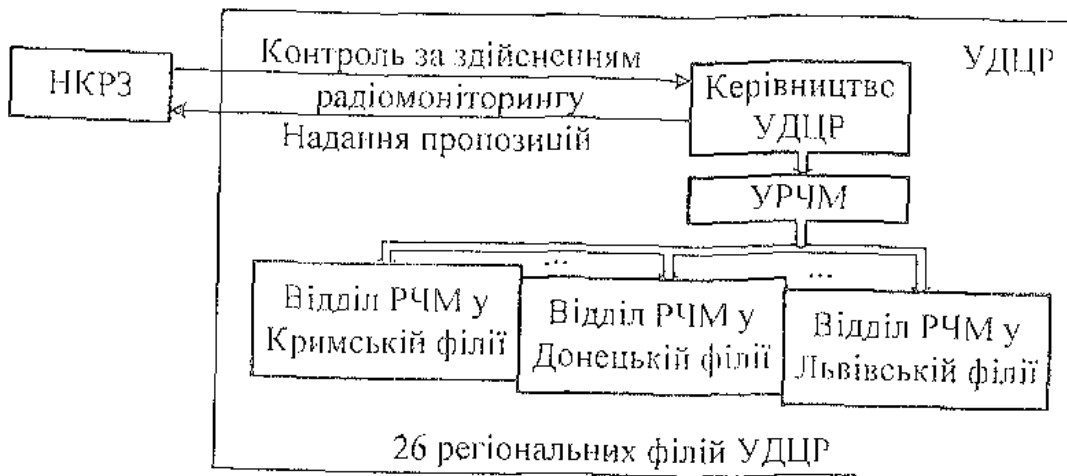 УДЦР
НКРЗ
Контроль за здійсненням
радіомоніторингу
Надання пропозицій
Керівництвс
УДЦР
УРЧМ
...
...
Відділ РЧМ у
Кримській філії
Відділ РЧМ у
Донецькій філії
Відділ РЧМ у
Львівській філії
26 регіональних філій УДЦР